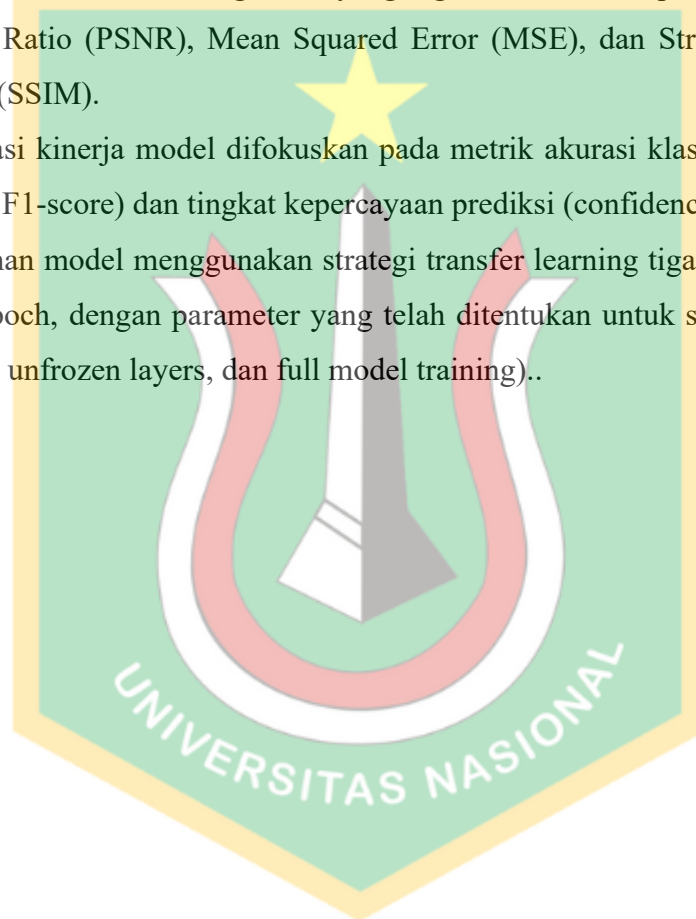 Ratio (PSNR), Mean Squared Error (MSE), dan Str
(SSIM).
asi kinerja model difokuskan pada metrik akurasi klas
F1-score) dan tingkat kepercayaan prediksi (confidenc
nan model menggunakan strategi transfer learning tiga
poch, dengan parameter yang telah ditentukan untuk s
unfrozen layers, dan full model training)..
UNIVERSITAS NASIONAL